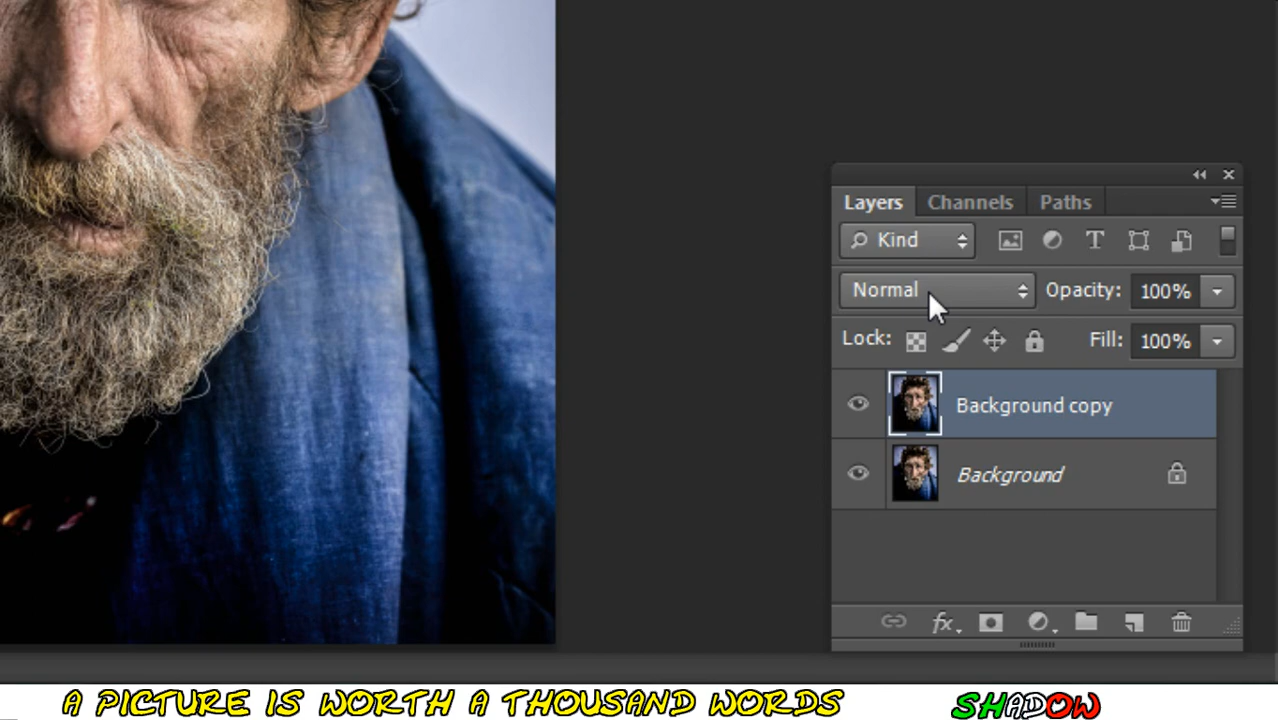 Layers Channels Paths
Kind T
Normal Opacity: 100%
Lock: Fill: 100%
Background copy
Background
fx
A PICTURE IS WORTH A THOUSAND WORDS SHADOW